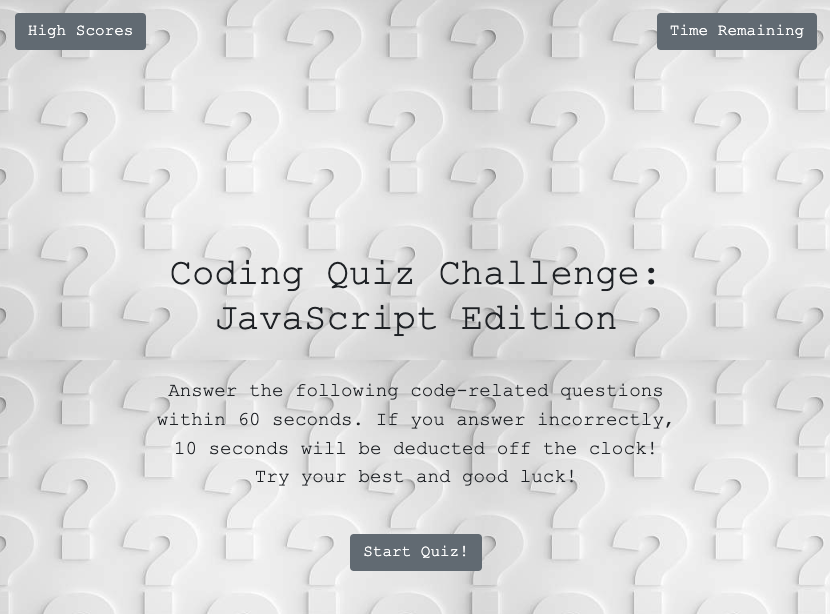 High Scores
Time Remaining
Coding Quiz Challenge:
JavaScript Edition
Answer the following code-related questions
within 60 seconds. If you answer incorrectly,
10 seconds will be deducted off the clock!
Try your best and good luck!
Start Quiz!